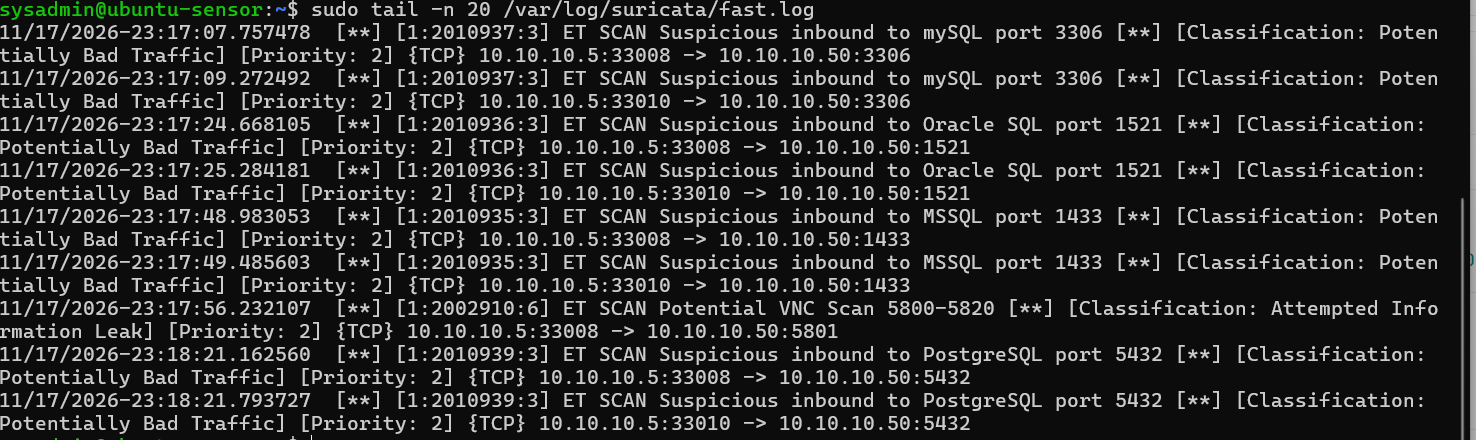 sysadmin@ubuntu-sensor:~$ sudo tail -n 20 /var/log/suricata/fast.log
11/17/2026-23:17:07.757478  [**] [1:2010937:3] ET SCAN Suspicious inbound to mySQL port 3306 [**] [Classification: Poten
tially Bad Traffic] [Priority: 2] {TCP} 10.10.10.5:33008 -> 10.10.10.50:3306
11/17/2026-23:17:09.272492  [**] [1:2010937:3] ET SCAN Suspicious inbound to mySQL port 3306 [**] [Classification: Poten
tially Bad Traffic] [Priority: 2] {TCP} 10.10.10.5:33010 -> 10.10.10.50:3306
11/17/2026-23:17:24.668105  [**] [1:2010936:3] ET SCAN Suspicious inbound to Oracle SQL port 1521 [**] [Classification:
Potentially Bad Traffic] [Priority: 2] {TCP} 10.10.10.5:33008 -> 10.10.10.50:1521
11/17/2026-23:17:25.284181  [**] [1:2010936:3] ET SCAN Suspicious inbound to Oracle SQL port 1521 [**] [Classification:
Potentially Bad Traffic] [Priority: 2] {TCP} 10.10.10.5:33010 -> 10.10.10.50:1521
11/17/2026-23:17:48.983053  [**] [1:2010935:3] ET SCAN Suspicious inbound to MSSQL port 1433 [**] [Classification: Poten
tially Bad Traffic] [Priority: 2] {TCP} 10.10.10.5:33008 -> 10.10.10.50:1433
11/17/2026-23:17:49.485603  [**] [1:2010935:3] ET SCAN Suspicious inbound to MSSQL port 1433 [**] [Classification: Poten
tially Bad Traffic] [Priority: 2] {TCP} 10.10.10.5:33010 -> 10.10.10.50:1433
11/17/2026-23:17:56.232107  [**] [1:2002910:6] ET SCAN Potential VNC Scan 5800-5820 [**] [Classification: Attempted Info
rmation Leak] [Priority: 2] {TCP} 10.10.10.5:33008 -> 10.10.10.50:5801
11/17/2026-23:18:21.162560  [**] [1:2010939:3] ET SCAN Suspicious inbound to PostgreSQL port 5432 [**] [Classification:
Potentially Bad Traffic] [Priority: 2] {TCP} 10.10.10.5:33008 -> 10.10.10.50:5432
11/17/2026-23:18:21.793727  [**] [1:2010939:3] ET SCAN Suspicious inbound to PostgreSQL port 5432 [**] [Classification:
Potentially Bad Traffic] [Priority: 2] {TCP} 10.10.10.5:33010 -> 10.10.10.50:5432